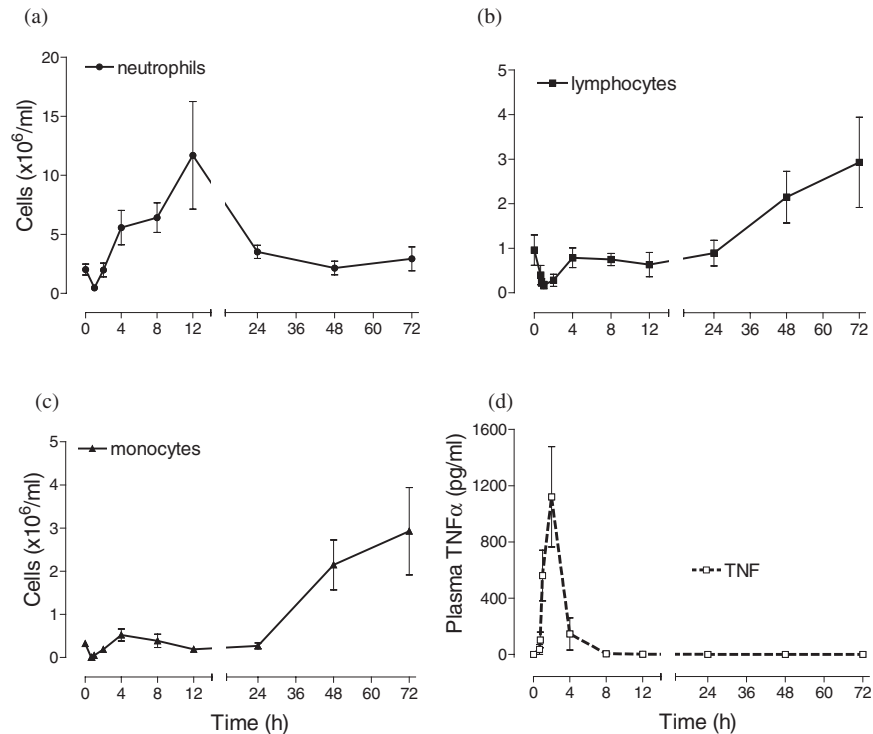 (a)
neutrophils
Cells (x10⁶/ml)
20
15
10
5
0
0 4 8 12 24 36 48 60 72
(b)
lymphocytes
5
4
3
2
1
0
0 4 8 12 24 36 48 60 72
(c)
monocytes
Cells (x10⁶/ml)
5
4
3
2
1
0
0 4 8 12 24 36 48 60 72
Time (h)
(d)
TNF
Plasma TNFα (pg/ml)
1600
1200
800
400
0
0 4 8 12 24 36 48 60 72
Time (h)